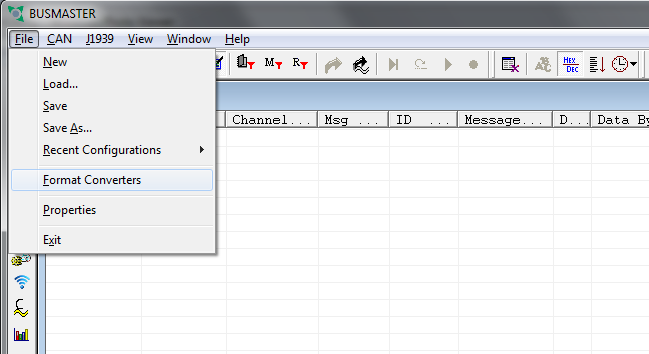 BUSMASTER
File CAN J1939 View Window Help
New
Load...
Save
Save As...
Recent Configurations
Format Converters
Properties
Exit
M R Hex Dec
Channel... Msg ... ID ... Message... D... Data By